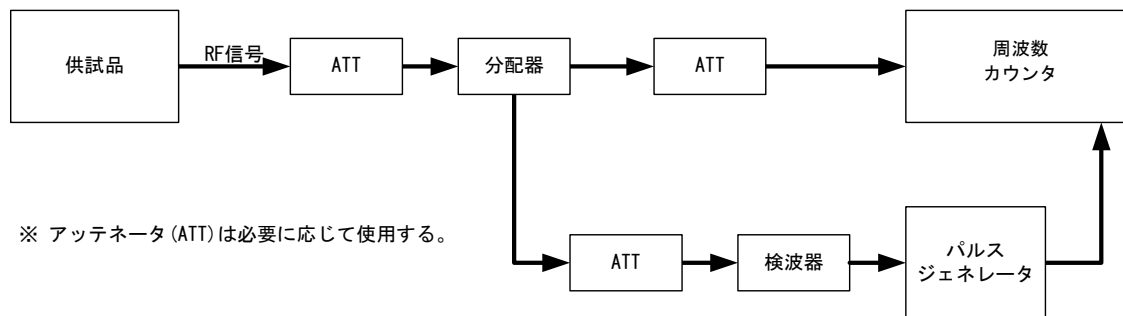 供試品
RF信号
ATT
分配器
ATT
周波数
カウンタ
※ アッテネータ(ATT)は必要に応じて使用する。
ATT
検波器
パルス
ジェネレータ